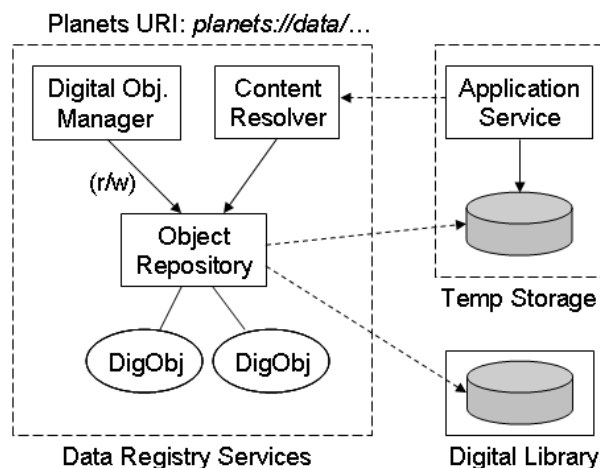 Planets URI: planets://data/…
Digital Obj.
Manager
Content
Resolver
Application
Service
(r/w)
Object
Repository
Temp Storage
DigObj
DigObj
Data Registry Services
Digital Library